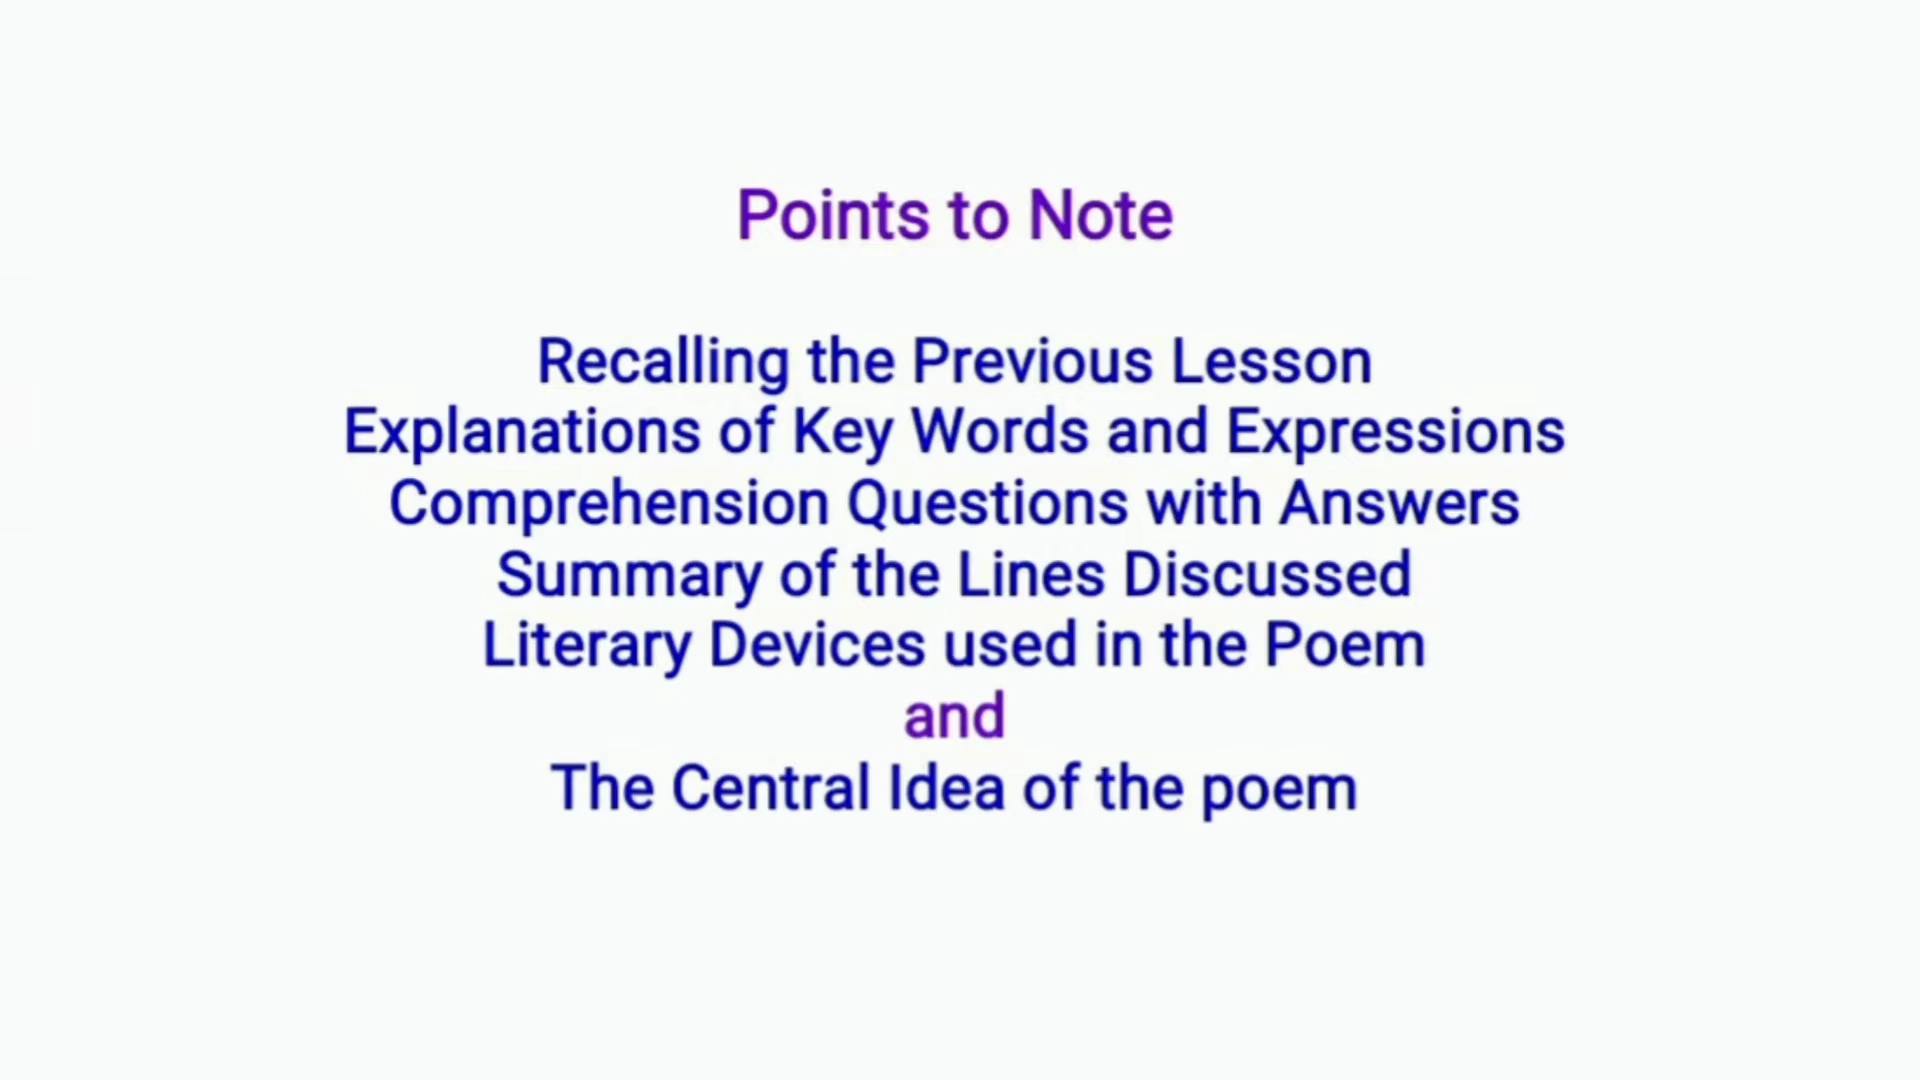 Points to Note
Recalling the Previous Lesson
Explanations of Key Words and Expressions
Comprehension Questions with Answers
Summary of the Lines Discussed
Literary Devices used in the Poem
and
The Central Idea of the poem